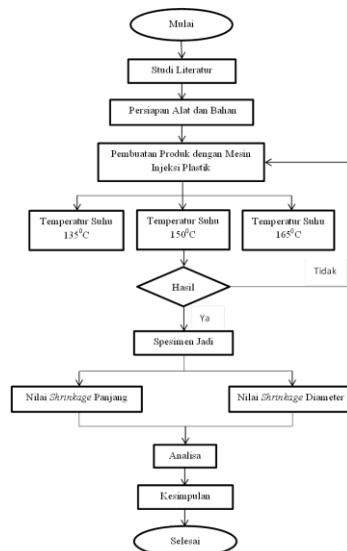 Mulai
Studi Literatur
Persiapan Alat dan Bahan
Pembuatan Produk dengan Mesin
Injeksi Plastik
Temperatur Suhu
135⁰C
Temperatur Suhu
150⁰C
Temperatur Suhu
165⁰C
Hasil
Tidak
Ya
Spesimen Jadi
Nilai Shrinkage Panjang
Nilai Shrinkage Diameter
Analisa
Kesimpulan
Selesai